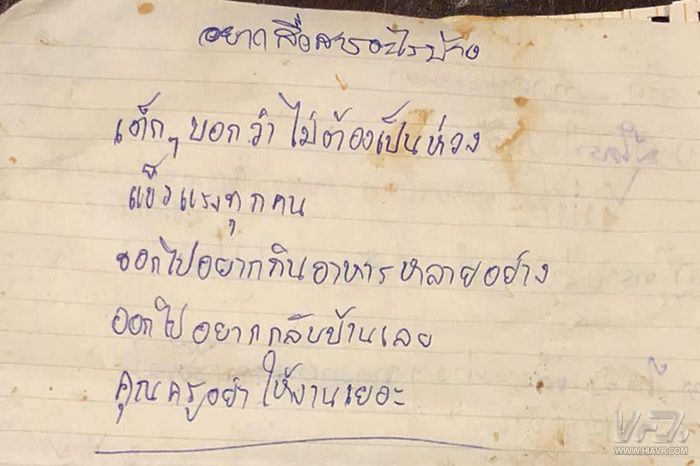 อยากสื่อสารอะไรบ้าง
เด็กๆ บอกว่า ไม่ต้องเป็นห่วง
แข็งแรงทุกคน
ออกไปอยากกินอาหารหลายอย่าง
ออกไปอยากกลับบ้านเลย
คุณครูอย่าให้งานเยอะ
WWW.HIAVR.COM